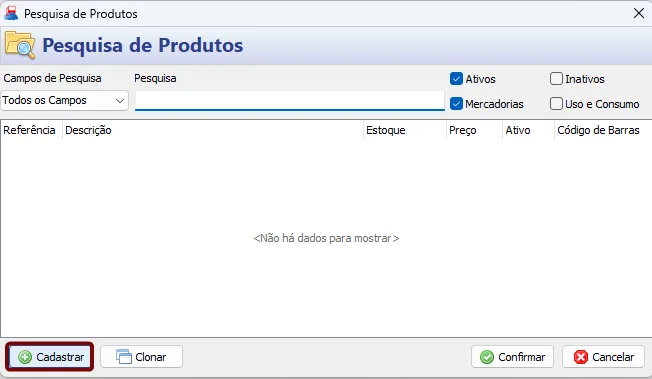 Pesquisa de Produtos
Pesquisa de Produtos
Campos de Pesquisa Pesquisa
Ativos Inativos
Todos os Campos Mercadorias Uso e Consumo
Referência Descrição Estoque Preço Ativo Código de Barras
<Não há dados para mostrar>
Cadastrar Clonar Confirmar Cancelar